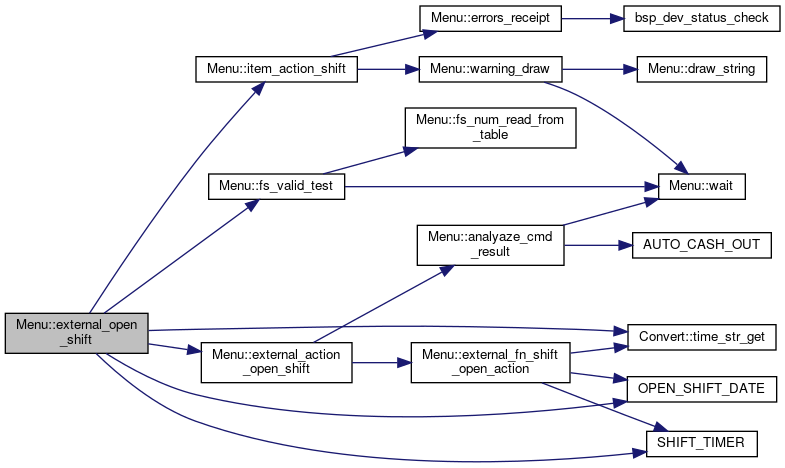 Menu::errors_receipt
bsp_dev_status_check
Menu::item_action_shift
Menu::warning_draw
Menu::draw_string
Menu::fs_num_read_from
_table
Menu::fs_valid_test
Menu::wait
Menu::analyaze_cmd
_result
AUTO_CASH_OUT
Menu::external_open
_shift
Convert::time_str_get
Menu::external_action
_open_shift
Menu::external_fn_shift
_open_action
OPEN_SHIFT_DATE
SHIFT_TIMER